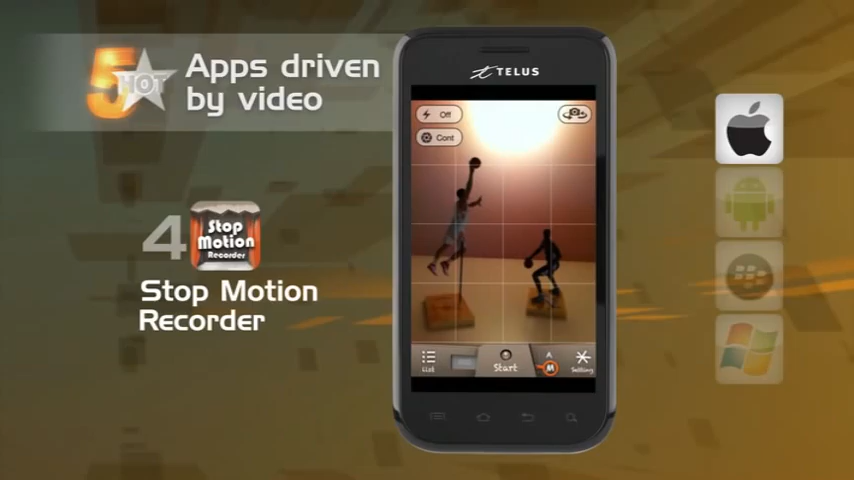 5 HOT
Apps driven
by video
4
Stop
Motion
Recorder
Stop Motion
Recorder
TELUS
Off
Cont
List
Start
A
M
Setting